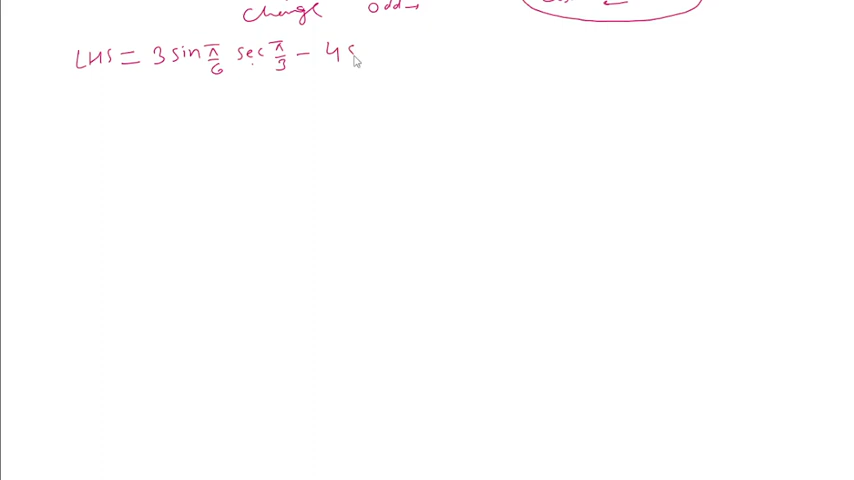 change odd→
LHS = 3 sin π/6 sec π/3 - 4 s